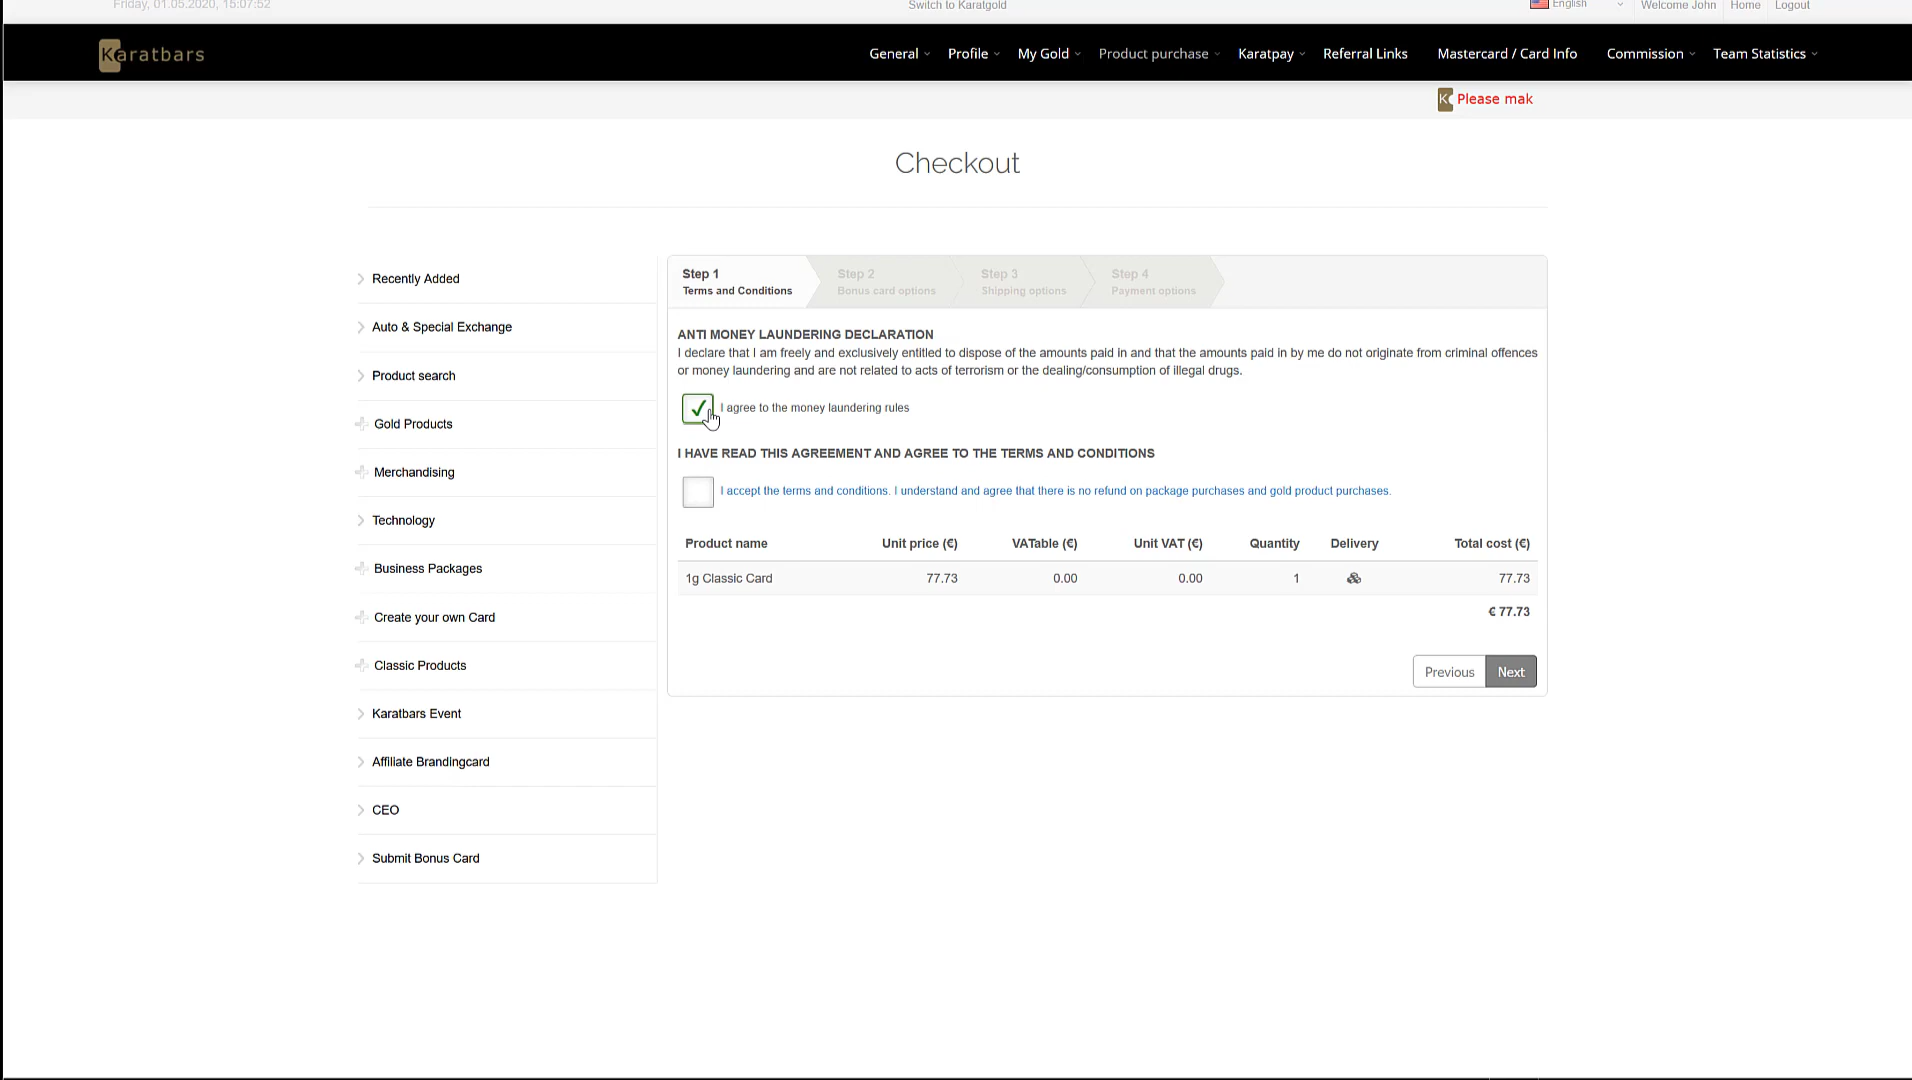 Friday, 01.05.2020, 15:07:52
Switch to Karatgold
English
Welcome John
Home
Logout
Karatbars
General
Profile
My Gold
Product purchase
Karatpay
Referral Links
Mastercard / Card Info
Commission
Team Statistics
Please mak
Checkout
Recently Added
Auto & Special Exchange
Product search
Gold Products
Merchandising
Technology
Business Packages
Create your own Card
Classic Products
Karatbars Event
Affiliate Brandingcard
CEO
Submit Bonus Card
Step 1
Terms and Conditions
Step 2
Bonus card options
Step 3
Shipping options
Step 4
Payment options
ANTI MONEY LAUNDERING DECLARATION
I declare that I am freely and exclusively entitled to dispose of the amounts paid in and that the amounts paid in by me do not originate from criminal offences
or money laundering and are not related to acts of terrorism or the dealing/consumption of illegal drugs.
I agree to the money laundering rules
I HAVE READ THIS AGREEMENT AND AGREE TO THE TERMS AND CONDITIONS
I accept the terms and conditions. I understand and agree that there is no refund on package purchases and gold product purchases.
Product name Unit price (€) VATable (€) Unit VAT (€) Quantity Delivery Total cost (€)
1g Classic Card 77.73 0.00 0.00 1 77.73
€ 77.73
Previous
Next